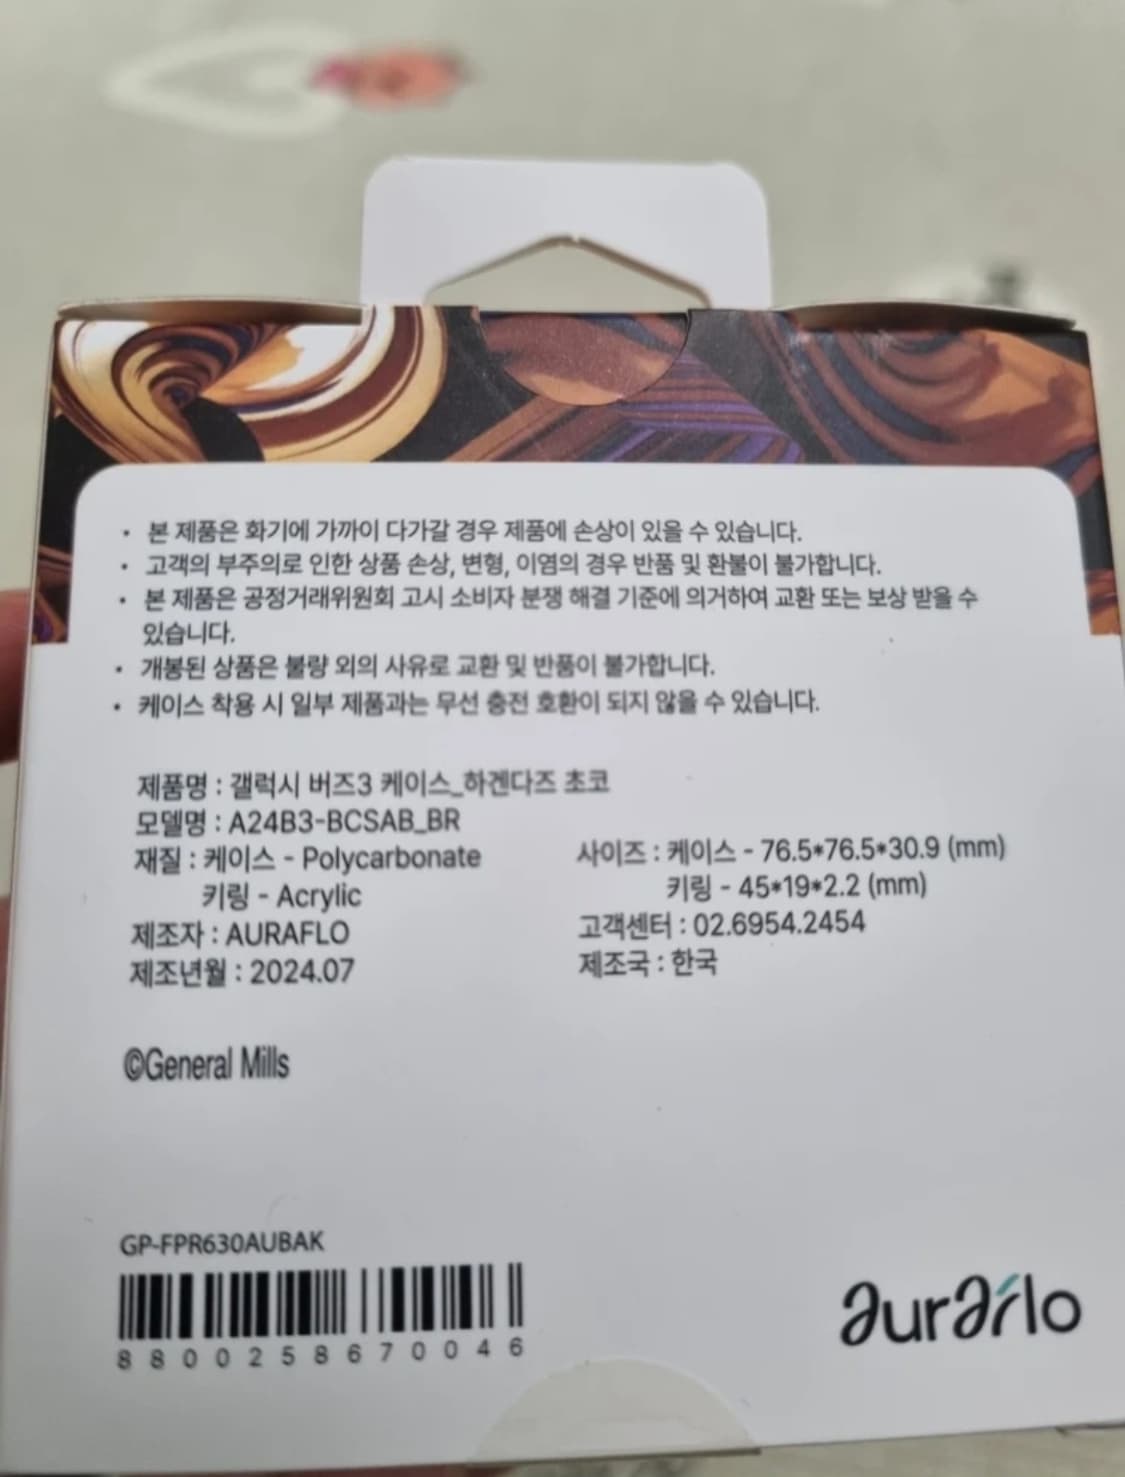 • 본 제품은 화기에 가까이 다가갈 경우 제품에 손상이 있을 수 있습니다.
• 고객의 부주의로 인한 상품 손상, 변형, 이염의 경우 반품 및 환불이 불가합니다.
• 본 제품은 공정거래위원회 고시 소비자 분쟁 해결 기준에 의거하여 교환 또는 보상 받을 수
있습니다.
• 개봉된 상품은 불량 외의 사유로 교환 및 반품이 불가합니다.
• 케이스 착용 시 일부 제품과는 무선 충전 호환이 되지 않을 수 있습니다.
제품명 : 갤럭시 버즈3 케이스_하겐다즈 초코
모델명 : A24B3-BCSAB_BR
재질 : 케이스 - Polycarbonate
키링 - Acrylic
제조자 : AURAFLO
제조년월 : 2024.07
사이즈 : 케이스 - 76.5*76.5*30.9 (mm)
키링 - 45*19*2.2 (mm)
고객센터 : 02.6954.2454
제조국 : 한국
©General Mills
GP-FPR630AUBAK
8800258670046
auraflo